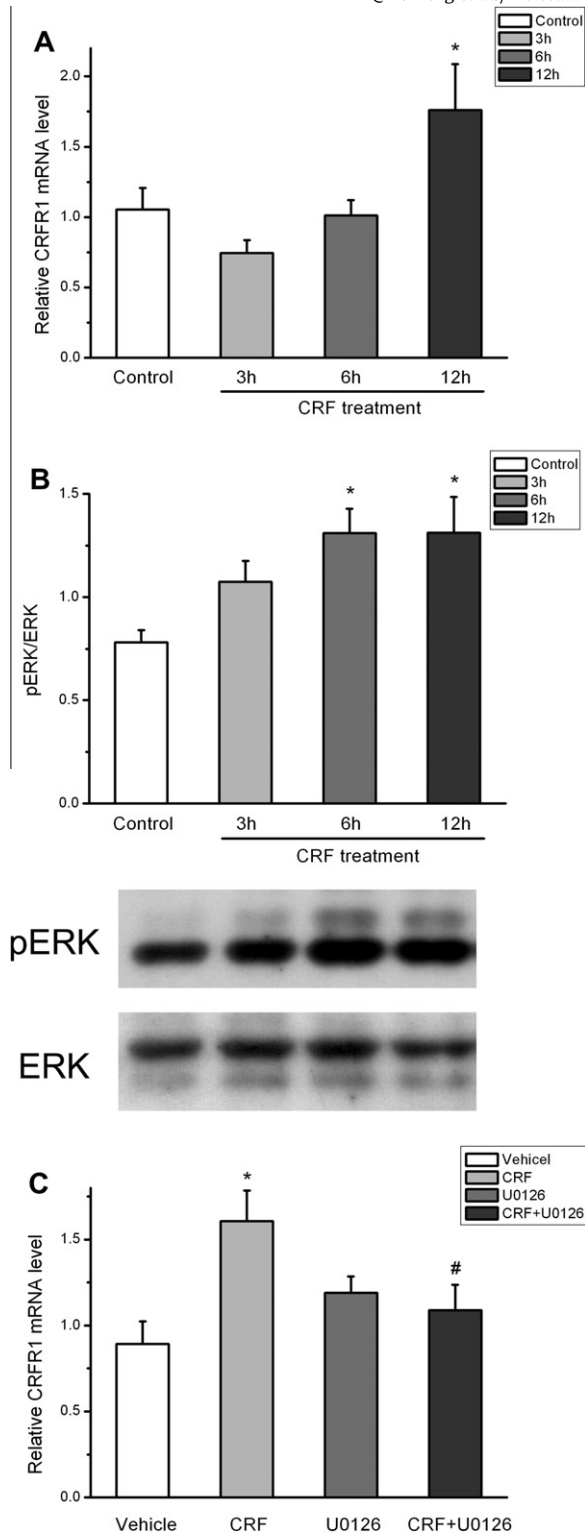 A
Control
3h
6h
12h
Relative CRFR1 mRNA level
2.0
1.5
1.0
0.5
0.0
*
Control 3h 6h 12h
CRF treatment
B
Control
3h
6h
12h
pERK/ERK
1.5
1.0
0.5
0.0
* *
Control 3h 6h 12h
CRF treatment
pERK
ERK
C
Vehicel
CRF
U0126
CRF+U0126
Relative CRFR1 mRNA level
1.5
1.0
0.5
0.0
* #
Vehicle CRF U0126 CRF+U0126